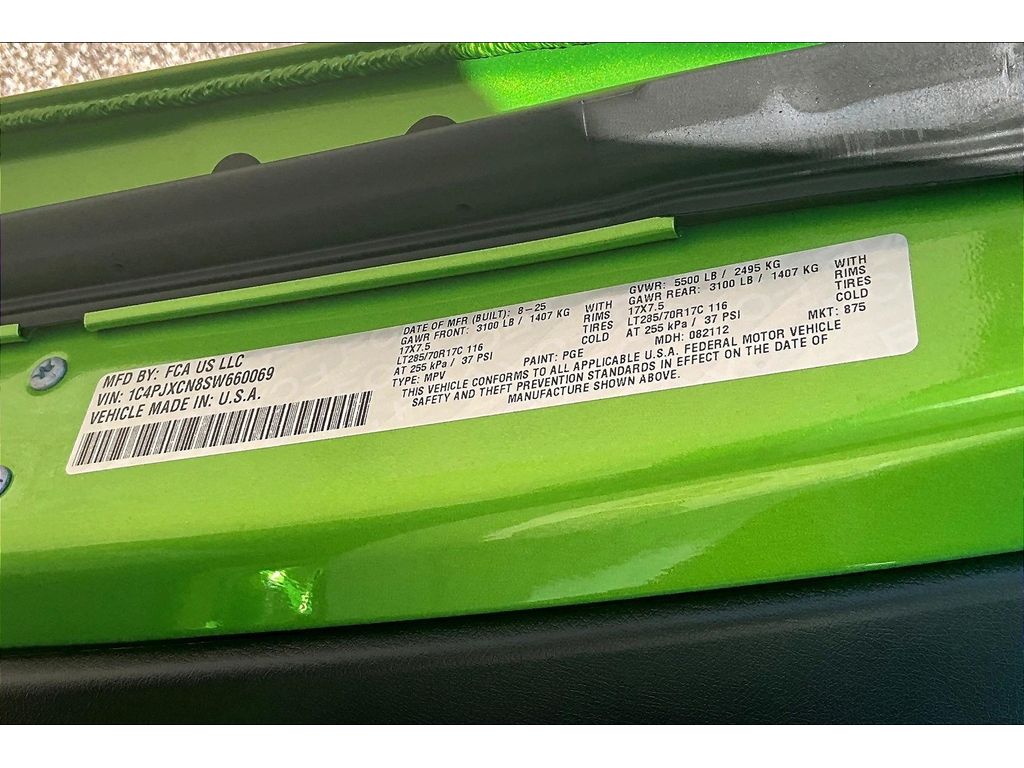 MFD BY: FCA US LLC
VIN: 1C4PJXCN8SW660069
VEHICLE MADE IN: U.S.A.
DATE OF MFR (BUILT): 8-25
GAWR FRONT: 3100 LB / 1407 KG WITH
17X7.5 RIMS
LT285/70R17C 116 TIRES
AT 255 kPa / 37 PSI COLD
TYPE: MPV PAINT: PGE
GVWR: 5500 LB / 2495 KG
GAWR REAR: 3100 LB / 1407 KG WITH
17X7.5 RIMS
LT285/70R17C 116 TIRES
AT 255 kPa / 37 PSI COLD
MDH: 082112 MKT: 875
THIS VEHICLE CONFORMS TO ALL APPLICABLE U.S.A. FEDERAL MOTOR VEHICLE
SAFETY AND THEFT PREVENTION STANDARDS IN EFFECT ON THE DATE OF
MANUFACTURE SHOWN ABOVE.